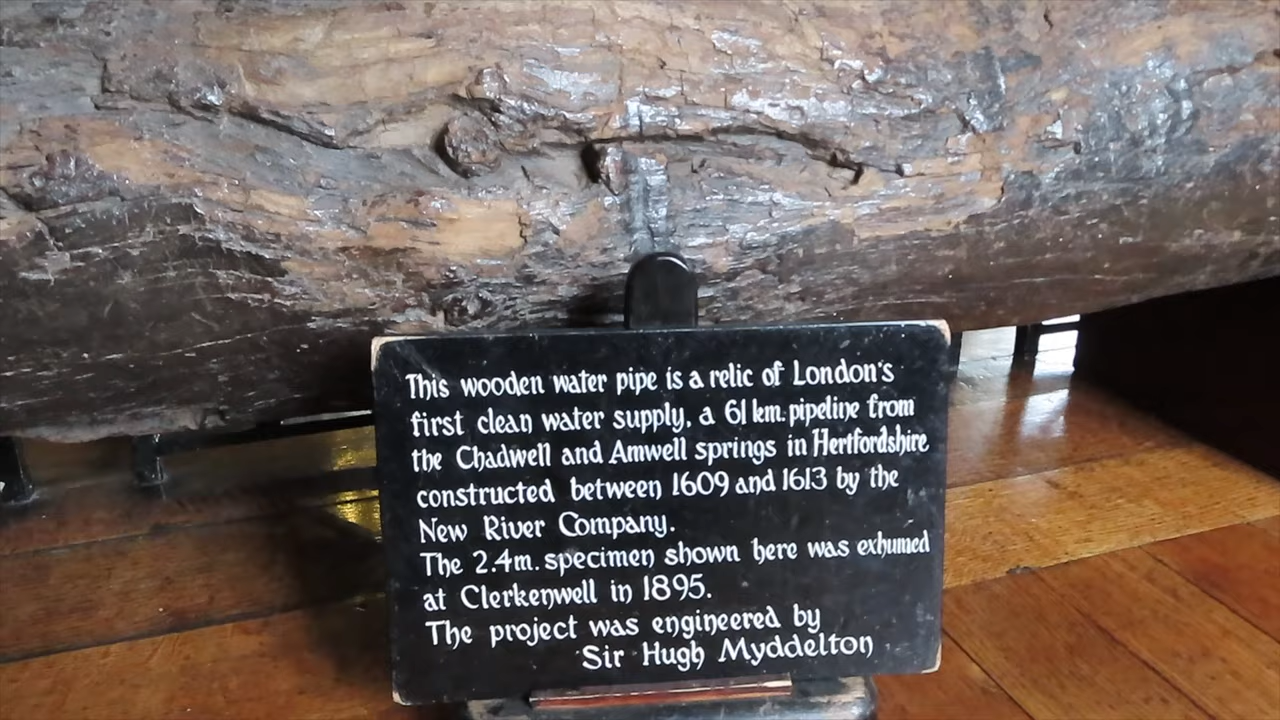 This wooden water pipe is a relic of London's
first clean water supply, a 61 km. pipeline from
the Chadwell and Amwell springs in Hertfordshire
constructed between 1609 and 1613 by the
New River Company.
The 2.4m. specimen shown here was exhumed
at Clerkenwell in 1895.
The project was engineered by
Sir Hugh Myddelton